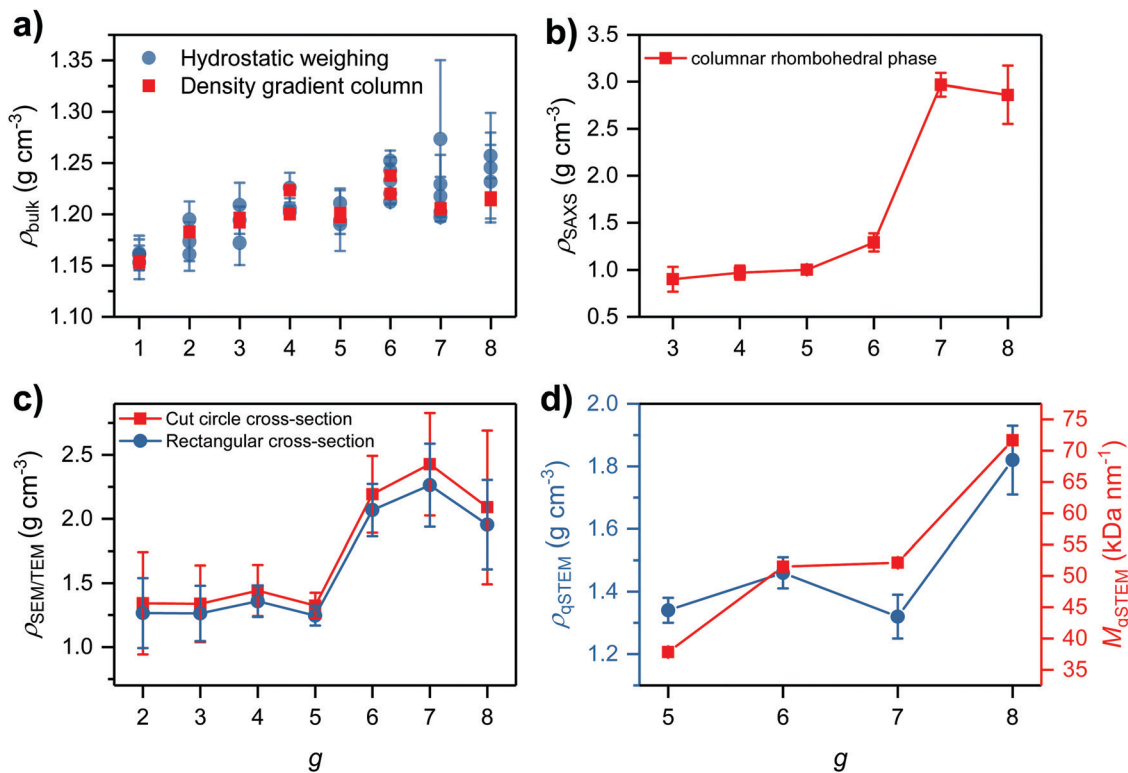 a)
Hydrostatic weighing
Density gradient column
ρbulk (g cm⁻³)
1.35
1.30
1.25
1.20
1.15
1.10
1 2 3 4 5 6 7 8
b)
columnar rhombohedral phase
ρSAXS (g cm⁻³)
3.5
3.0
2.5
2.0
1.5
1.0
0.5
3 4 5 6 7 8
c)
Cut circle cross-section
Rectangular cross-section
ρSEM/TEM (g cm⁻³)
2.5
2.0
1.5
1.0
2 3 4 5 6 7 8
g
d)
ρqSTEM (g cm⁻³)
2.0
1.8
1.6
1.4
1.2
75
70
65
60
55
50
45
40
35
MqSTEM (kDa nm⁻¹)
5 6 7 8
g